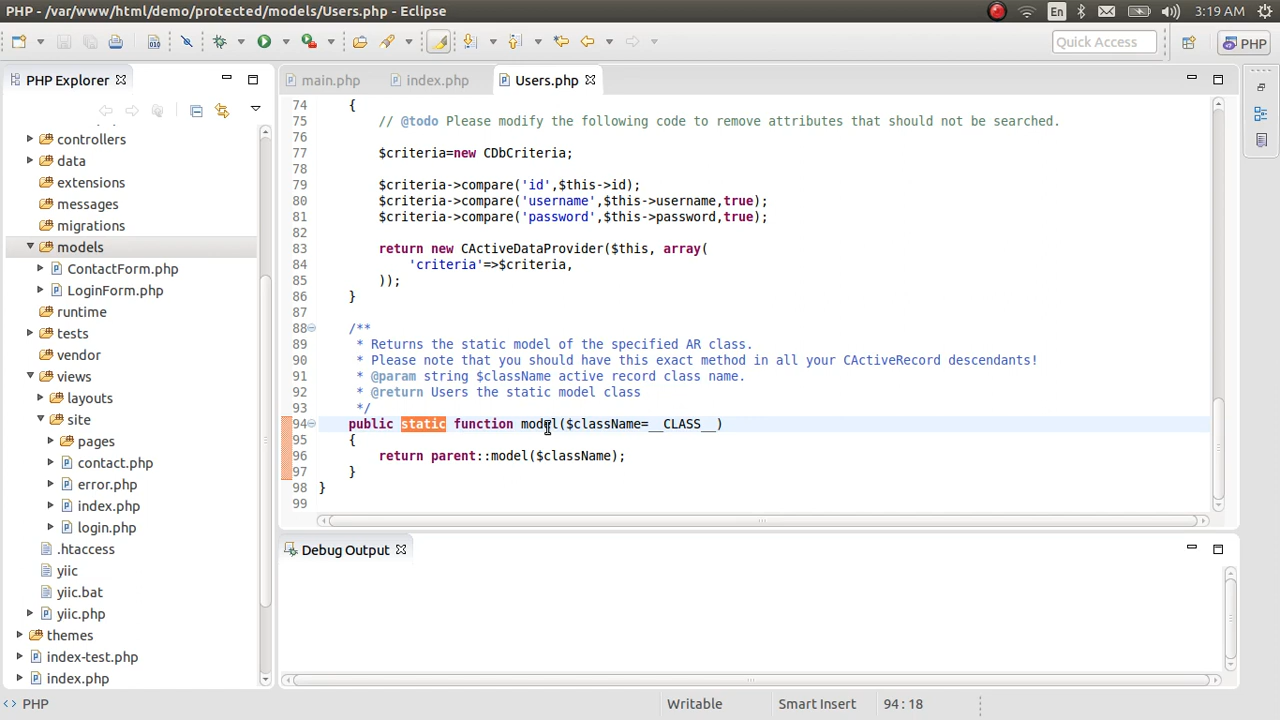 PHP - /var/www/html/demo/protected/models/Users.php - Eclipse
En
3:19 AM
Quick Access
PHP
PHP Explorer
controllers
data
extensions
messages
migrations
models
ContactForm.php
LoginForm.php
runtime
tests
vendor
views
layouts
site
pages
contact.php
error.php
index.php
login.php
.htaccess
yiic
yiic.bat
yiic.php
themes
index-test.php
index.php
main.php
index.php
Users.php
74 {
75 // @todo Please modify the following code to remove attributes that should not be searched.
76
77 $criteria=new CDbCriteria;
78
79 $criteria->compare('id',$this->id);
80 $criteria->compare('username',$this->username,true);
81 $criteria->compare('password',$this->password,true);
82
83 return new CActiveDataProvider($this, array(
84 'criteria'=>$criteria,
85 ));
86 }
87
88 /**
89 * Returns the static model of the specified AR class.
90 * Please note that you should have this exact method in all your CActiveRecord descendants!
91 * @param string $className active record class name.
92 * @return Users the static model class
93 */
94 public static function model($className=__CLASS__)
95 {
96 return parent::model($className);
97 }
98 }
99
Debug Output
PHP
Writable
Smart Insert
94 : 18